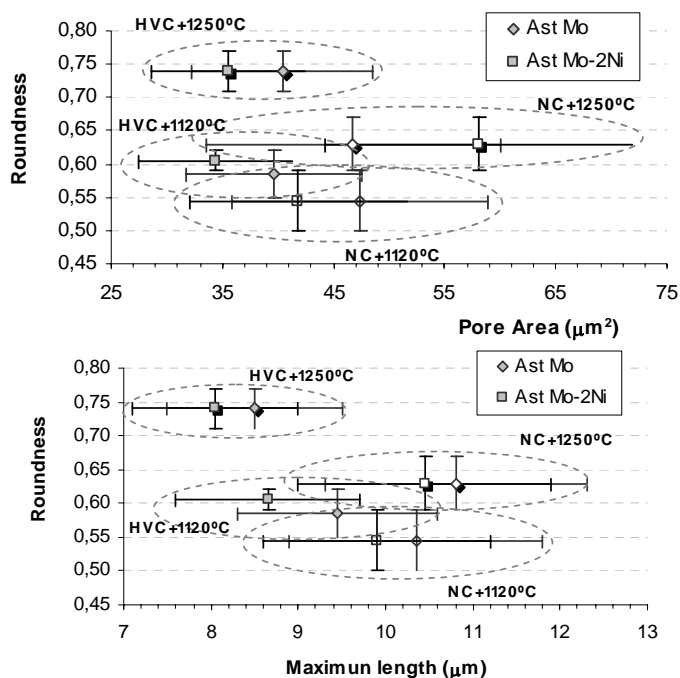 0,80
0,75
0,70
0,65
0,60
0,55
0,50
0,45
Roundness
HVC+1250ºC
Ast Mo
Ast Mo-2Ni
NC+1250ºC
HVC+1120ºC
NC+1120ºC
25 35 45 55 65 75
Pore Area (μm²)
0,80
0,75
0,70
0,65
0,60
0,55
0,50
0,45
Roundness
HVC+1250ºC
Ast Mo
Ast Mo-2Ni
NC+1250ºC
HVC+1120ºC
NC+1120ºC
7 8 9 10 11 12 13
Maximun length (μm)